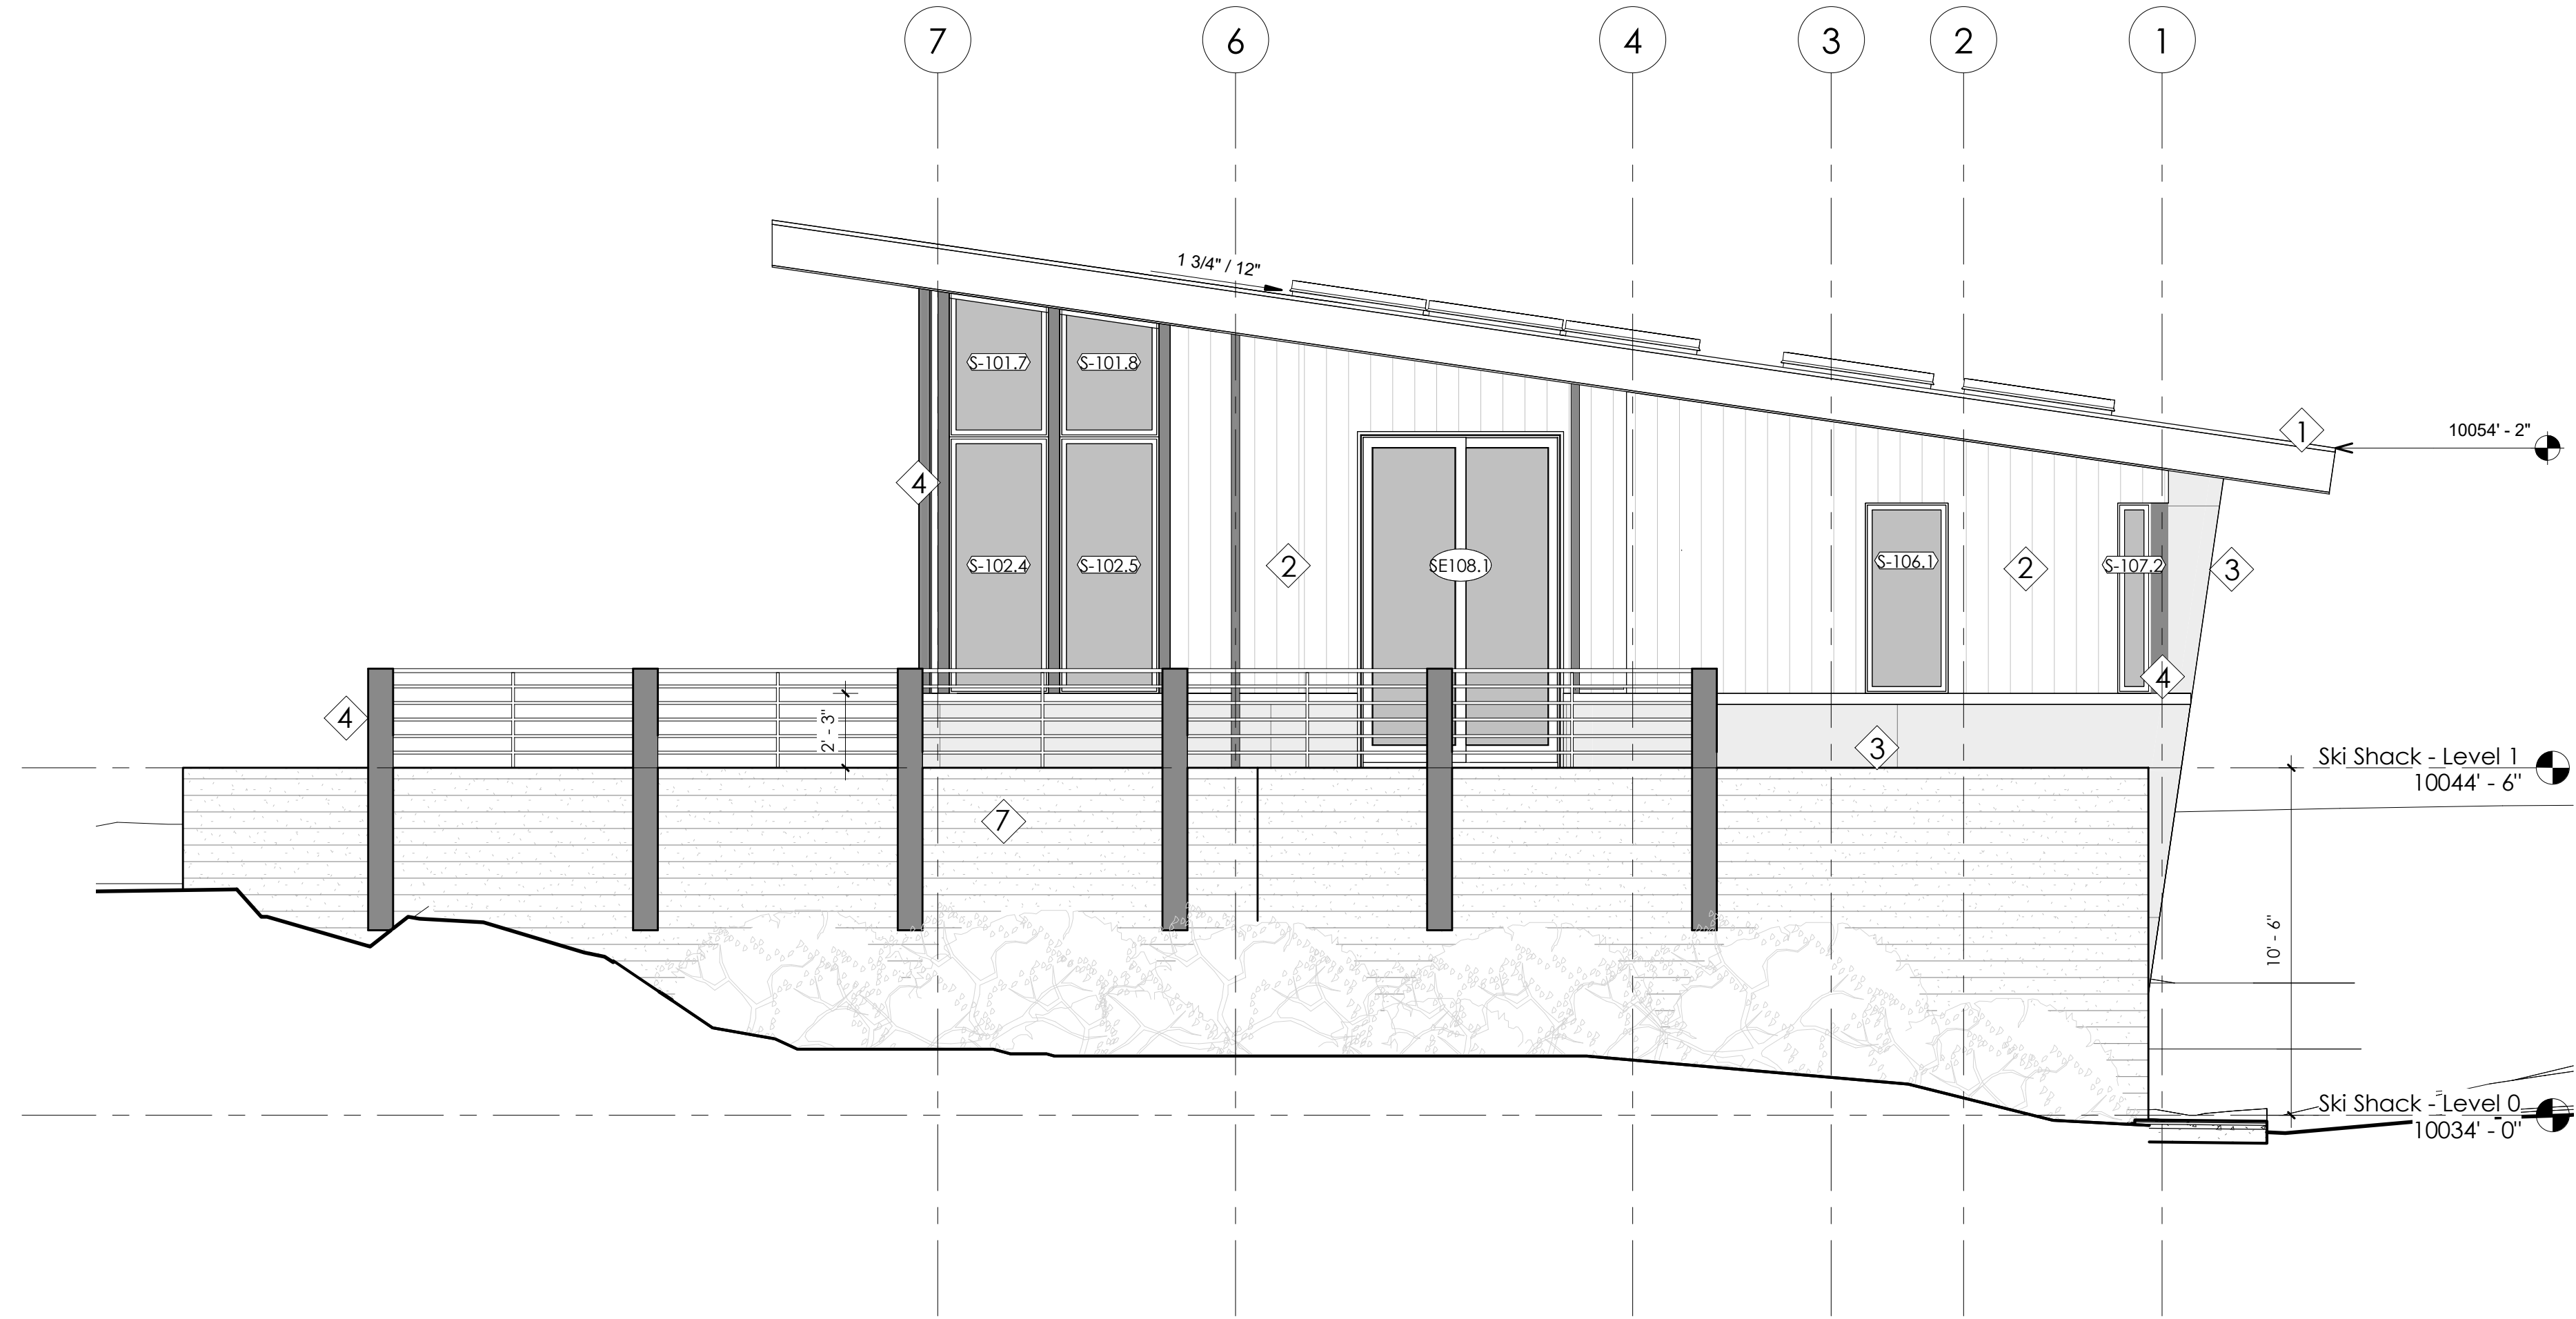 7 6 4 3 2 1
1 3/4" / 12"
S-101.7 S-101.8
1 10054' - 2"
4
S-102.4 S-102.5 2 SE108.1 S-106.1 2 S-107.2 3
4
4
2' - 3"
3
Ski Shack - Level 1
10044' - 6"
7
10' - 6"
Ski Shack - Level 0
10034' - 0"